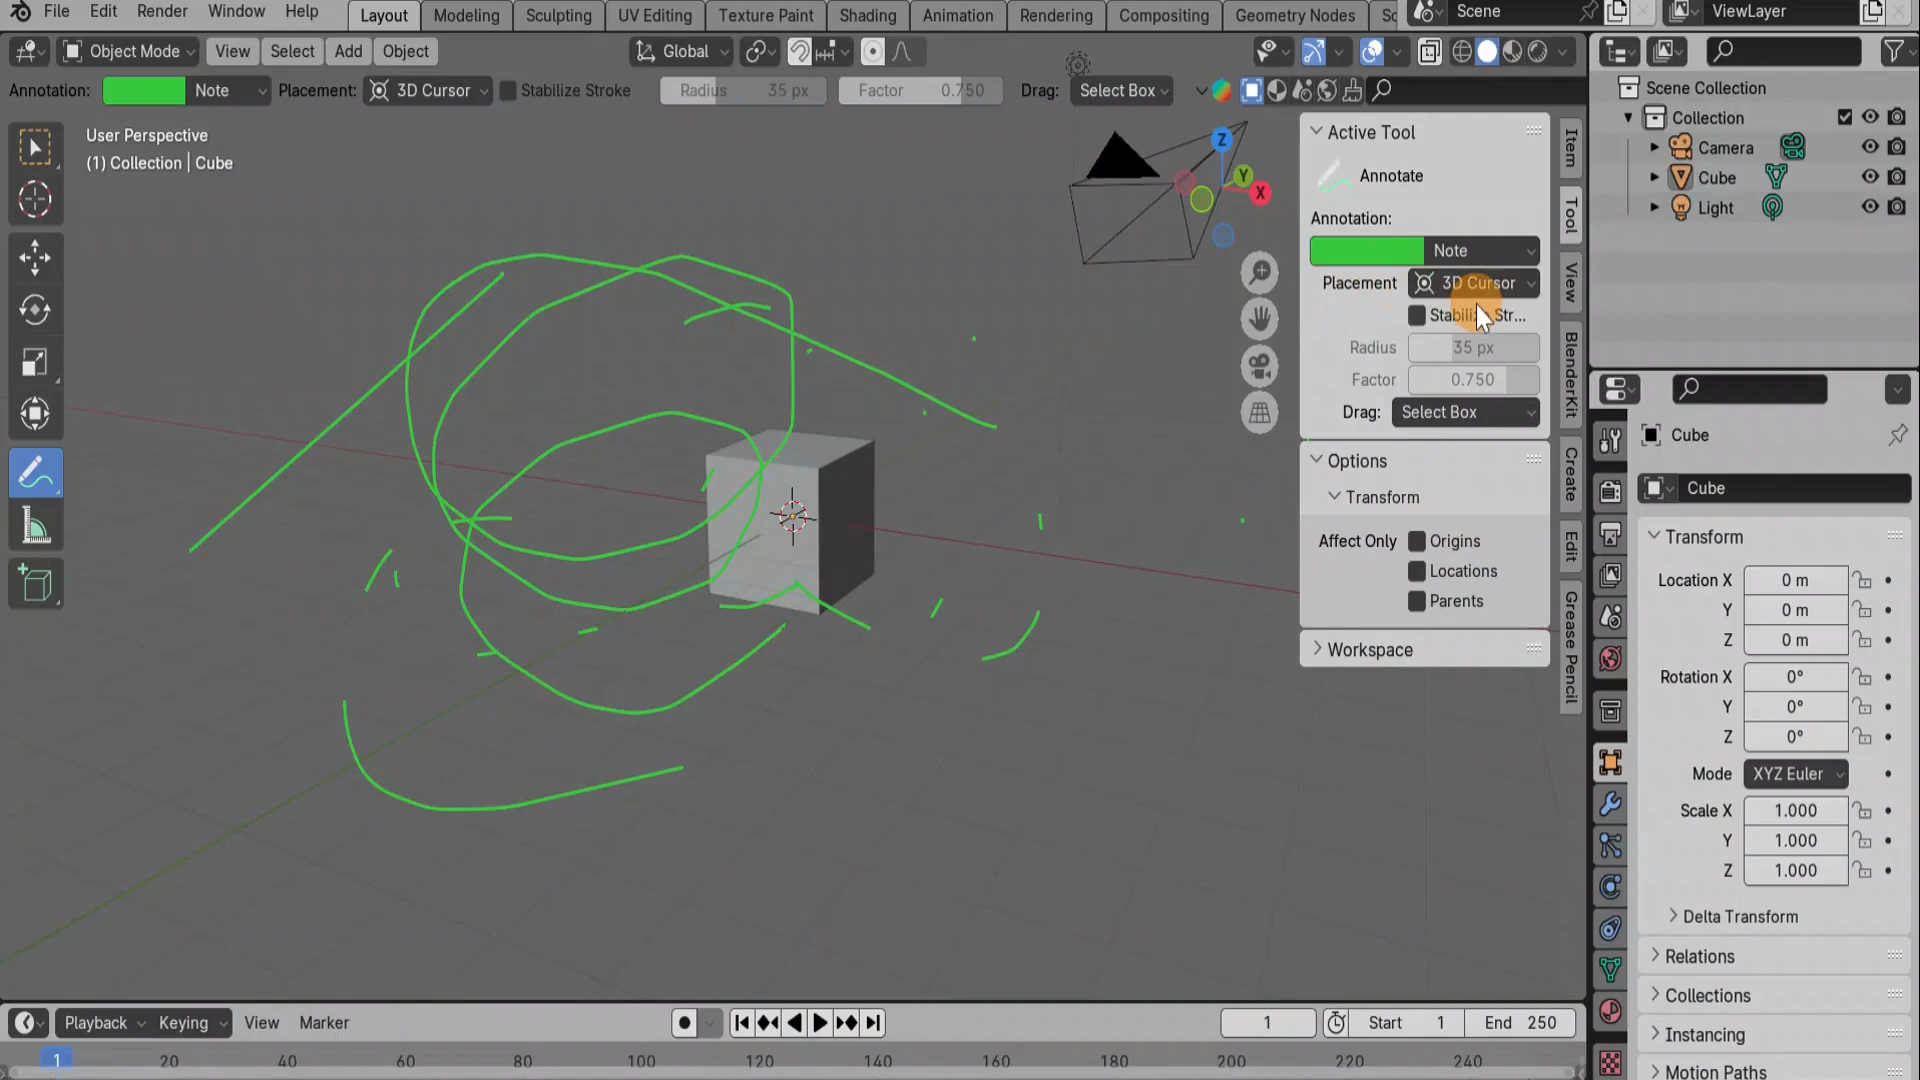 File Edit Render Window Help Layout Modeling Sculpting UV Editing Texture Paint Shading Animation Rendering Compositing Geometry Nodes Sc Scene ViewLayer
Object Mode View Select Add Object Global
Annotation: Note Placement: 3D Cursor Stabilize Stroke Radius 35 px Factor 0.750 Drag: Select Box
User Perspective
(1) Collection | Cube
Z
Y
X
Active Tool
Annotate
Annotation:
Note
Placement 3D Cursor
Radius 35 px
Factor 0.750
Drag: Select Box
Options
Transform
Affect Only Origins
Locations
Parents
Workspace
Item
Tool
View
BlenderKit
Create
Edit
Grease Pencil
Scene Collection
Collection
Camera
Cube
Light
Cube
Cube
Transform
Location X 0 m
Y 0 m
Z 0 m
Rotation X 0°
Y 0°
Z 0°
Mode XYZ Euler
Scale X 1.000
Y 1.000
Z 1.000
Delta Transform
Relations
Collections
Instancing
Motion Paths
Playback Keying View Marker 1 Start 1 End 250
1 20 40 60 80 100 120 140 160 180 200 220 240